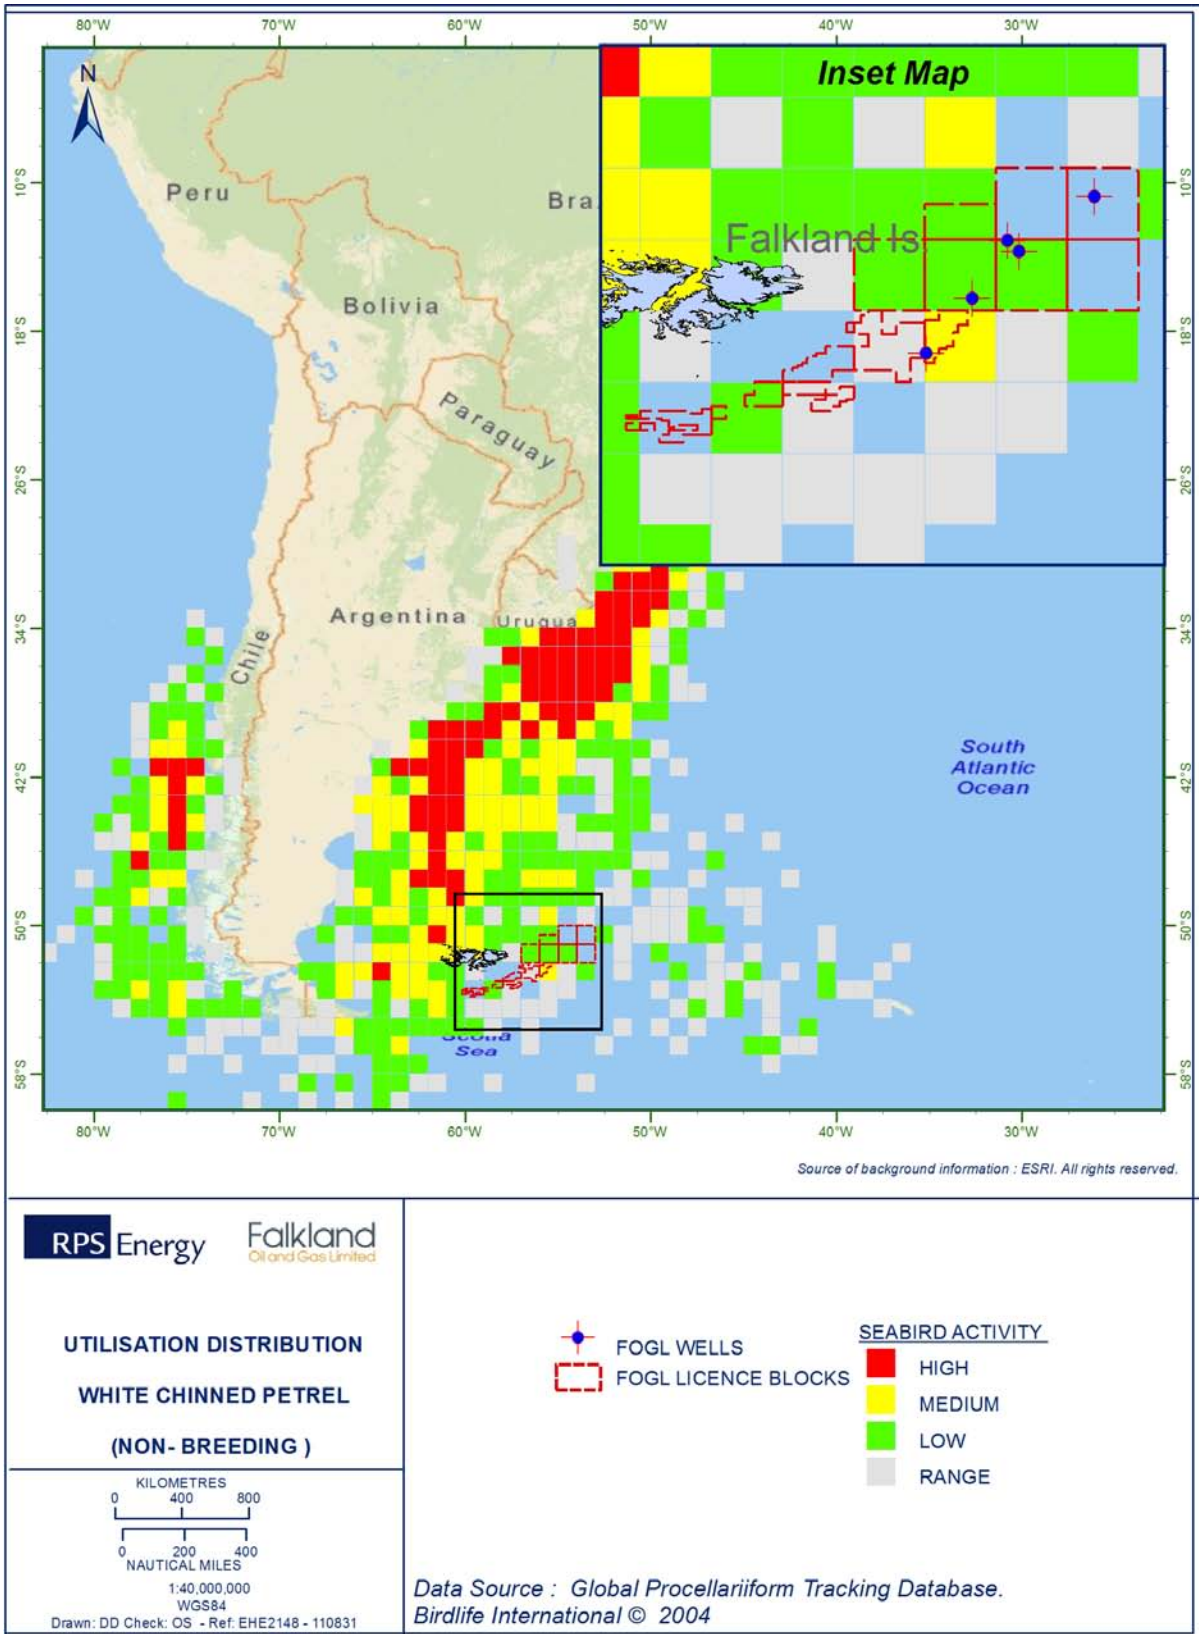 80°W 70°W 60°W 50°W 40°W 30°W
N
Inset Map
Falkland Is
10°S 10°S
18°S 18°S
26°S 26°S
34°S 34°S
42°S 42°S
50°S 50°S
58°S 58°S
Peru
Bra
Bolivia
Paraguay
Argentina
Urugua
Chile
South
Atlantic
Ocean
Scotia
Sea
80°W 70°W 60°W 50°W 40°W 30°W
Source of background information : ESRI. All rights reserved.
RPS Energy
Falkland
Oil and Gas Limited
UTILISATION DISTRIBUTION
WHITE CHINNED PETREL
(NON- BREEDING )
KILOMETRES
0 400 800
0 200 400
NAUTICAL MILES
1:40,000,000
WGS84
Drawn: DD Check: OS - Ref: EHE2148 - 110831
FOGL WELLS
FOGL LICENCE BLOCKS
SEABIRD ACTIVITY
HIGH
MEDIUM
LOW
RANGE
Data Source : Global Procellariiform Tracking Database.
Birdlife International © 2004